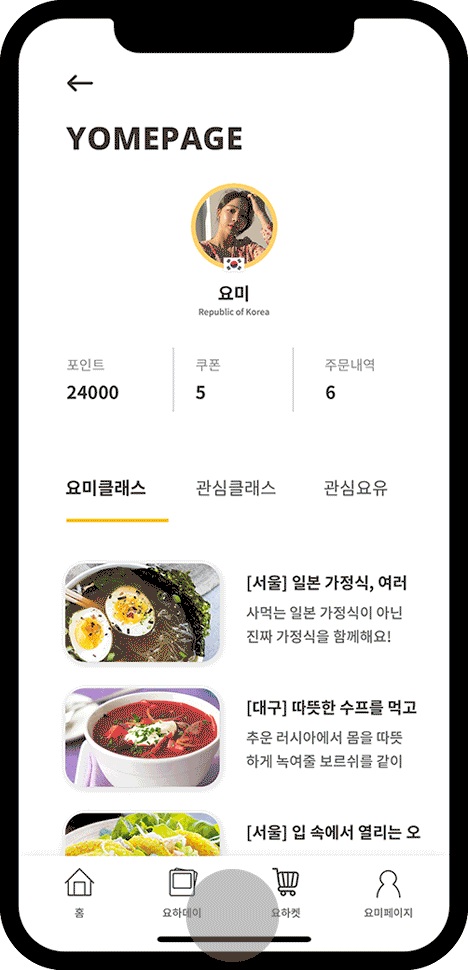 YOMEPAGE
요미
Republic of Korea
포인트
쿠폰
주문내역
24000
5
6
요미클래스
관심클래스
관심요유
[서울] 일본 가정식, 여러
사먹는 일본 가정식이 아닌
진짜 가정식을 함께해요!
[대구] 따뜻한 수프를 먹고
추운 러시아에서 몸을 따뜻
하게 녹여줄 보르쉬를 같이
[서울] 입 속에서 열리는 오
홈
요하데이
요하켓
요미페이지